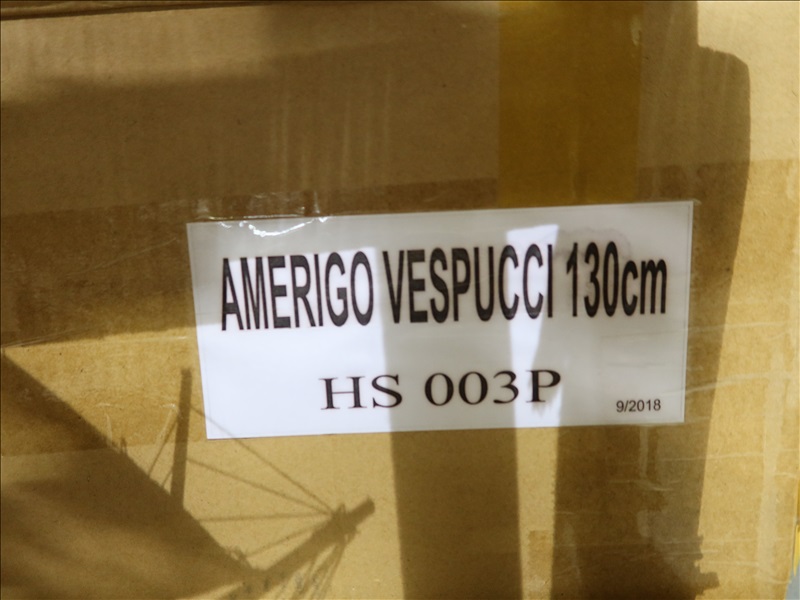 AMERIGO VESPUCCI 130cm
HS 003P
9/2018